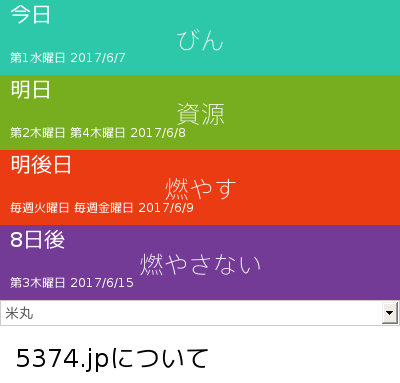 今日
びん
第1水曜日 2017/6/7
明日
資源
第2木曜日 第4木曜日 2017/6/8
明後日
燃やす
毎週火曜日 毎週金曜日 2017/6/9
8日後
燃やさない
第3木曜日 2017/6/15
米丸
5374.jpについて